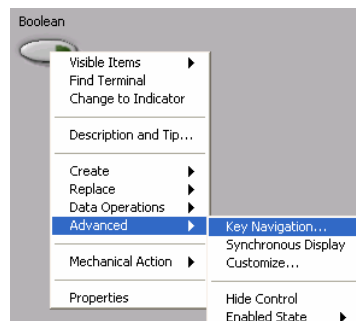 Boolean
Visible Items
Find Terminal
Change to Indicator
Description and Tip...
Create
Replace
Data Operations
Advanced
Mechanical Action
Properties
Key Navigation...
Synchronous Display
Customize...
Hide Control
Enabled State